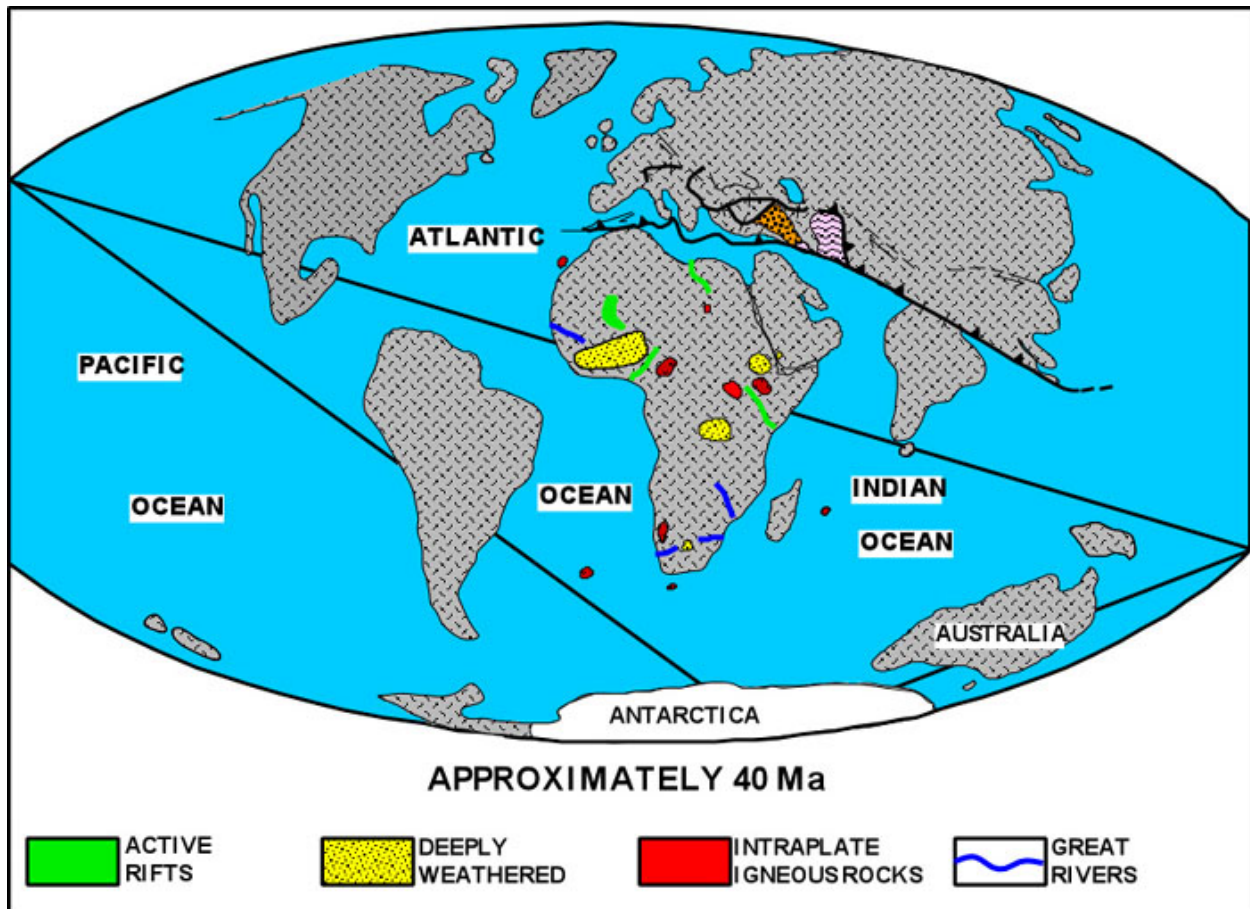 ATLANTIC
PACIFIC
OCEAN
OCEAN
INDIAN
OCEAN
AUSTRALIA
ANTARCTICA
APPROXIMATELY 40 Ma
ACTIVE
RIFTS
DEEPLY
WEATHERED
INTRAPLATE
IGNEOUS ROCKS
GREAT
RIVERS